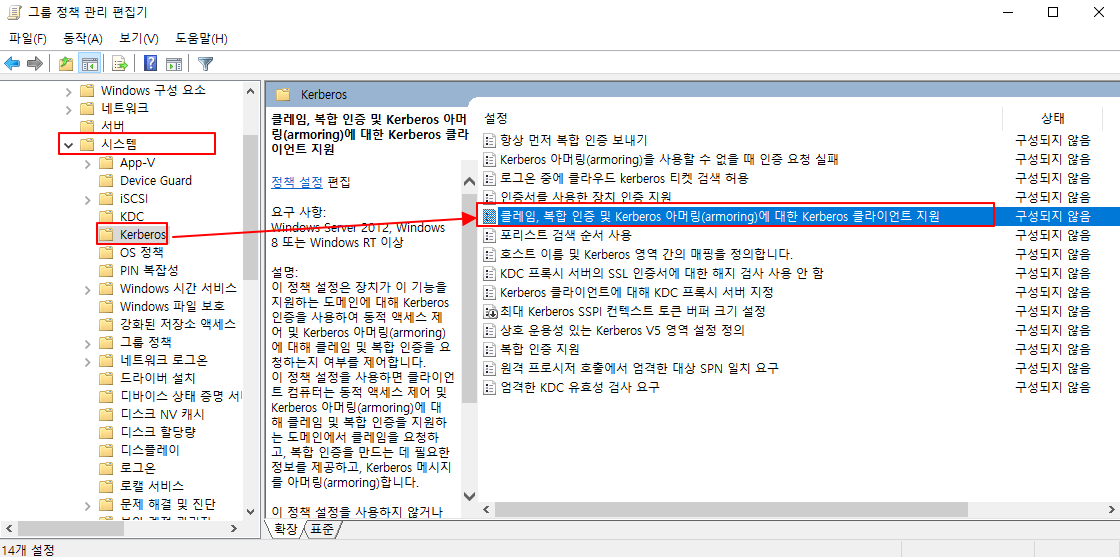 그룹 정책 관리 편집기
파일(F) 동작(A) 보기(V) 도움말(H)
Windows 구성 요소
네트워크
서버
시스템
App-V
Device Guard
iSCSI
KDC
Kerberos
OS 정책
PIN 복잡성
Windows 시간 서비스
Windows 파일 보호
강화된 저장소 액세스
그룹 정책
네트워크 로그온
드라이버 설치
디바이스 상태 증명 서비
디스크 NV 캐시
디스크 할당량
디스플레이
로그온
로캘 서비스
문제 해결 및 진단
Kerberos
클레임, 복합 인증 및 Kerberos 아머
링(armoring)에 대한 Kerberos 클라
이언트 지원
정책 설정 편집
요구 사항:
Windows Server 2012, Windows
8 또는 Windows RT 이상
설명:
이 정책 설정은 장치가 이 기능을
지원하는 도메인에 대해 Kerberos
인증을 사용하여 동적 액세스 제
어 및 Kerberos 아머링(armoring)
에 대해 클레임 및 복합 인증을 요
청하는지 여부를 제어합니다.
이 정책 설정을 사용하면 클라이언
트 컴퓨터는 동적 액세스 제어 및
Kerberos 아머링(armoring)에 대
해 클레임 및 복합 인증을 지원하
는 도메인에서 클레임을 요청하
고, 복합 인증을 만드는 데 필요한
정보를 제공하고, Kerberos 메시지
를 아머링(armoring)합니다.
이 정책 설정을 사용하지 않거나
설정 상태
항상 먼저 복합 인증 보내기 구성되지 않음
Kerberos 아머링(armoring)을 사용할 수 없을 때 인증 요청 실패 구성되지 않음
로그온 중에 클라우드 kerberos 티켓 검색 허용 구성되지 않음
인증서를 사용한 장치 인증 지원 구성되지 않음
클레임, 복합 인증 및 Kerberos 아머링(armoring)에 대한 Kerberos 클라이언트 지원 구성되지 않음
포리스트 검색 순서 사용 구성되지 않음
호스트 이름 및 Kerberos 영역 간의 매핑을 정의합니다. 구성되지 않음
KDC 프록시 서버의 SSL 인증서에 대한 해지 검사 사용 안 함 구성되지 않음
Kerberos 클라이언트에 대해 KDC 프록시 서버 지정 구성되지 않음
최대 Kerberos SSPI 컨텍스트 토큰 버퍼 크기 설정 구성되지 않음
상호 운용성 있는 Kerberos V5 영역 설정 정의 구성되지 않음
복합 인증 지원 구성되지 않음
원격 프로시저 호출에서 엄격한 대상 SPN 일치 요구 구성되지 않음
엄격한 KDC 유효성 검사 요구 구성되지 않음
확장 표준
14개 설정